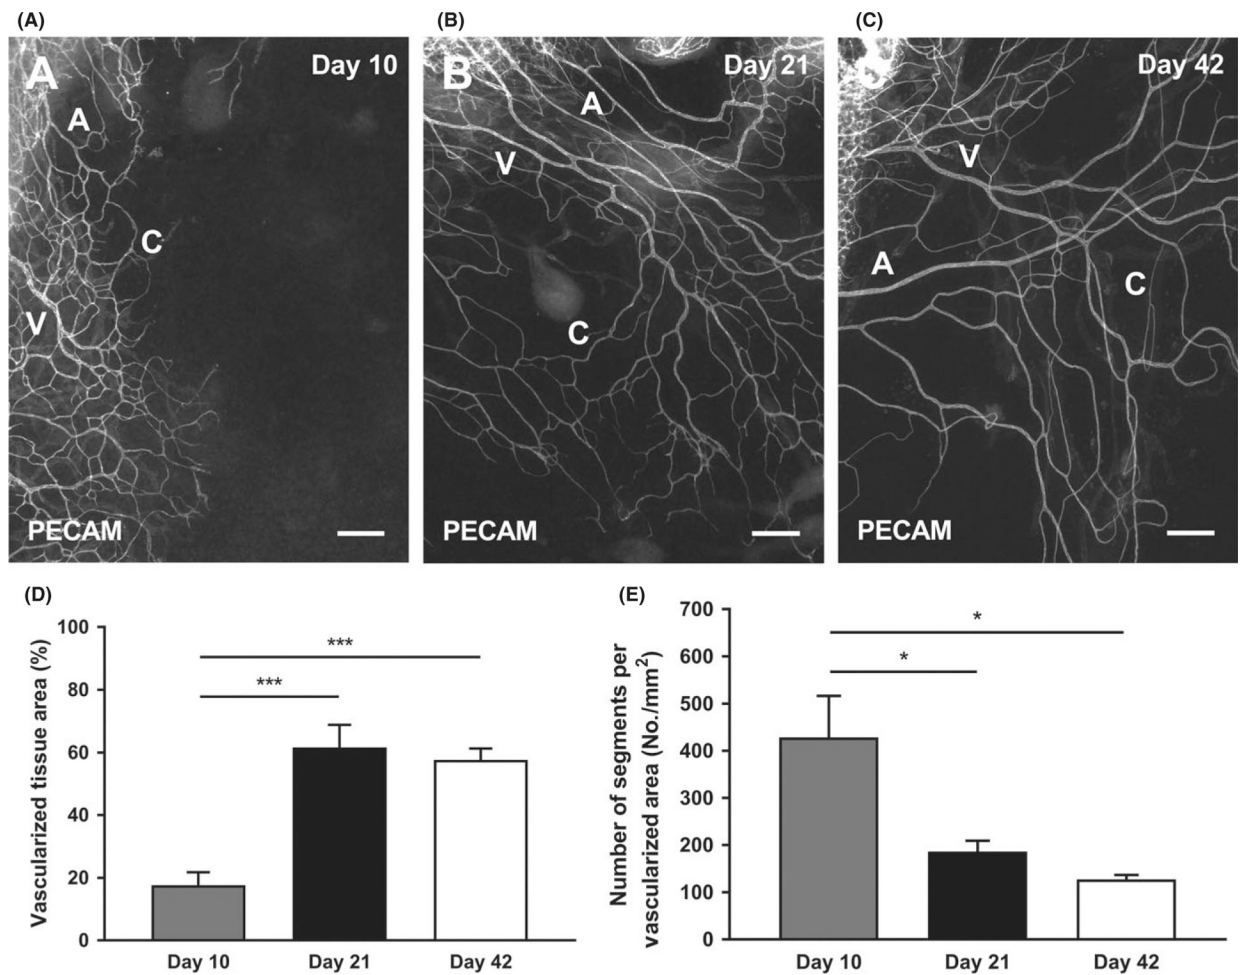 (A)
(B)
(C)
A
Day 10
A
V
C
PECAM
B
Day 21
A
V
C
PECAM
C
Day 42
V
A
C
PECAM
(D)
Vascularized tissue area (%)
100
80
60
40
20
0
***
***
Day 10
Day 21
Day 42
(E)
Number of segments per
vascularized area (No./mm²)
700
600
500
400
300
200
100
0
*
*
Day 10
Day 21
Day 42